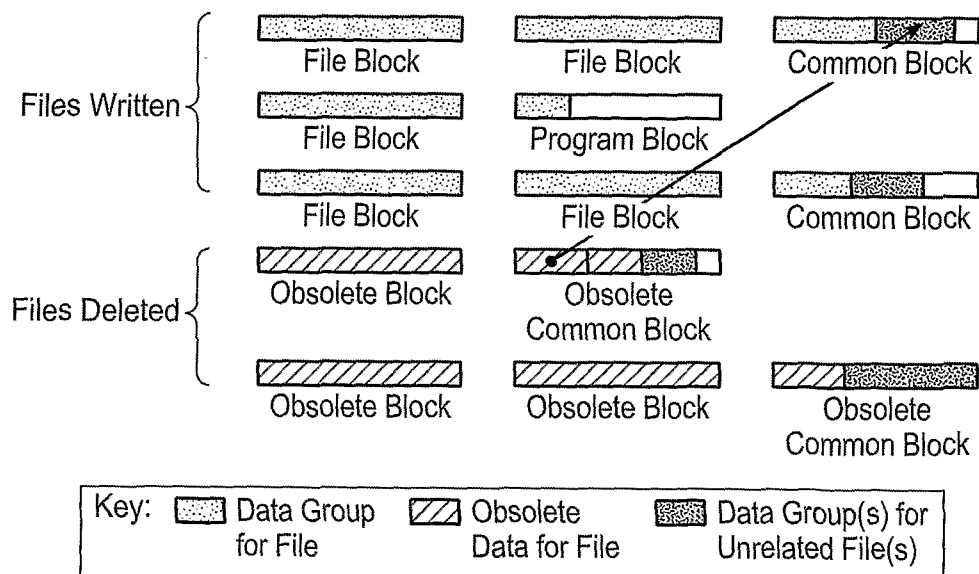 File Block
File Block
Common Block
Files Written
File Block
Program Block
File Block
File Block
Common Block
Obsolete Block
Obsolete
Common Block
Files Deleted
Obsolete Block
Obsolete Block
Obsolete
Common Block
Key:
Data Group
for File
Obsolete
Data for File
Data Group(s) for
Unrelated File(s)